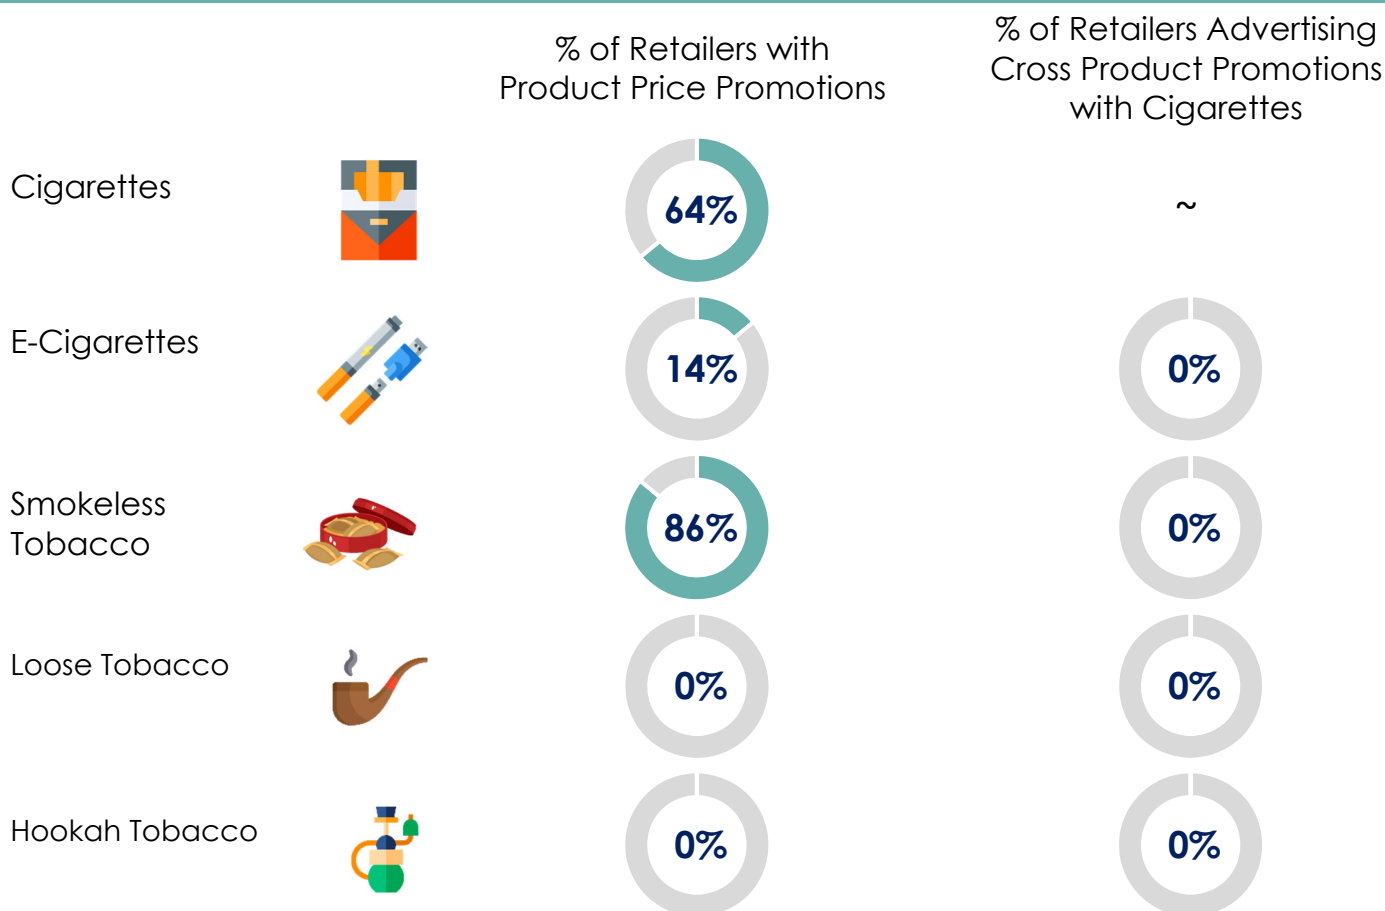 % of Retailers with
Product Price Promotions
% of Retailers Advertising
Cross Product Promotions
with Cigarettes
Cigarettes
64%
~
E-Cigarettes
14%
0%
Smokeless
Tobacco
86%
0%
Loose Tobacco
0%
0%
Hookah Tobacco
0%
0%